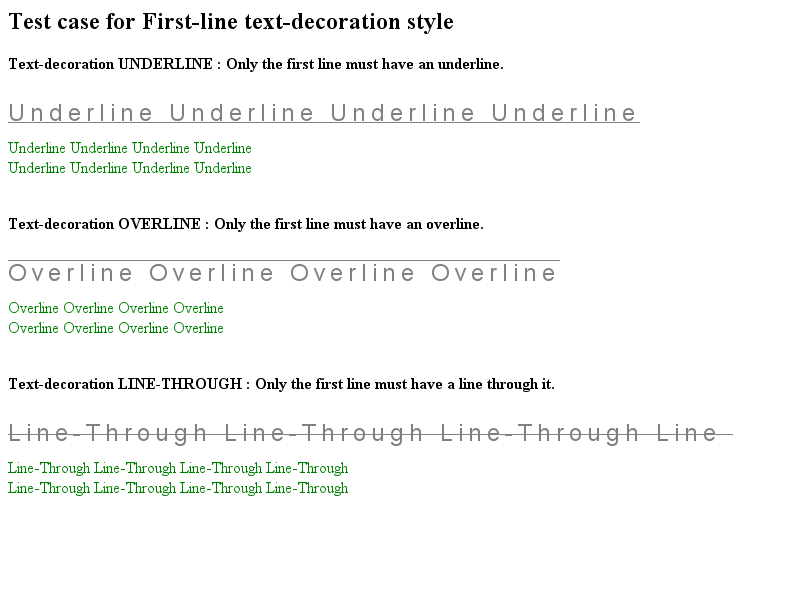 Test case for First-line text-decoration style
Text-decoration UNDERLINE : Only the first line must have an underline.
Underline Underline Underline Underline
Underline Underline Underline Underline
Underline Underline Underline Underline
Text-decoration OVERLINE : Only the first line must have an overline.
Overline Overline Overline Overline
Overline Overline Overline Overline
Overline Overline Overline Overline
Text-decoration LINE-THROUGH : Only the first line must have a line through it.
Line-Through Line-Through Line-Through Line-
Line-Through Line-Through Line-Through Line-Through
Line-Through Line-Through Line-Through Line-Through